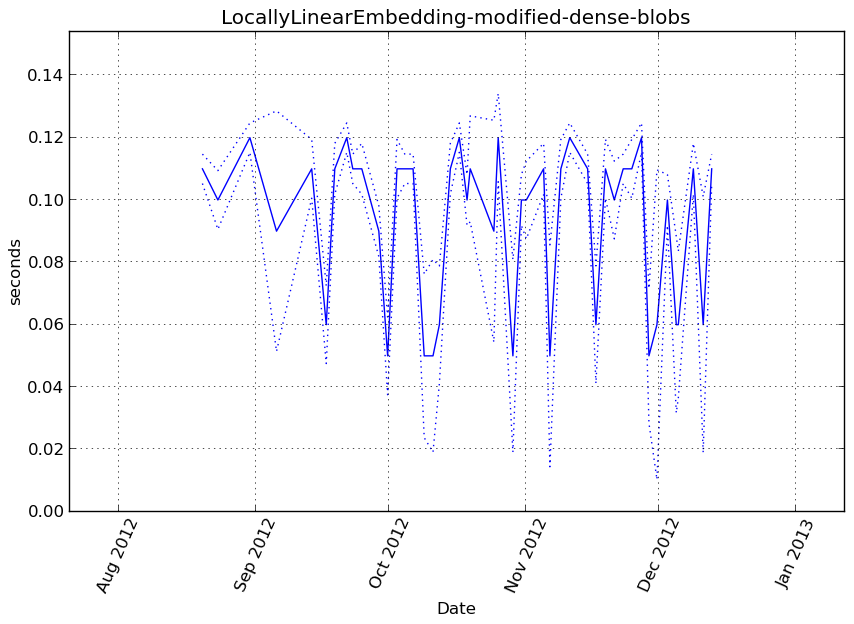 LocallyLinearEmbedding-modified-dense-blobs
0.14
0.12
0.10
0.08
0.06
0.04
0.02
0.00
seconds
Aug 2012
Sep 2012
Oct 2012
Nov 2012
Dec 2012
Jan 2013
Date